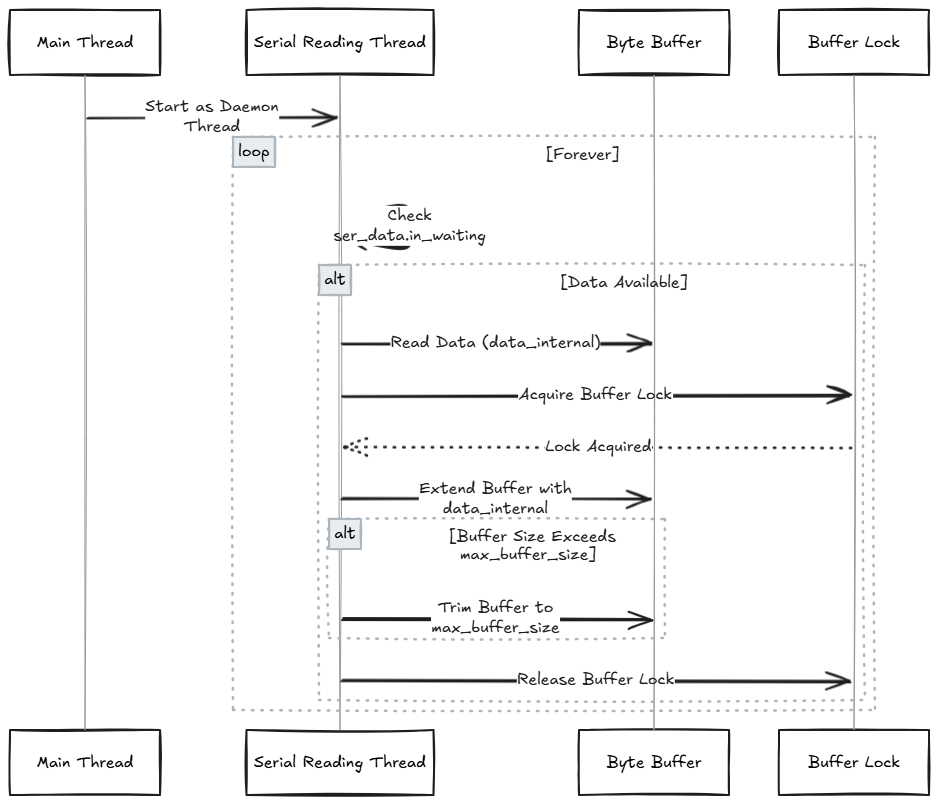 Main Thread
Serial Reading Thread
Byte Buffer
Buffer Lock
Start as Daemon
Thread
loop
[Forever]
Check
ser_data.in_waiting
alt
[Data Available]
Read Data (data_internal)
Acquire Buffer Lock
Lock Acquired
Extend Buffer with
data_internal
alt
[Buffer Size Exceeds
max_buffer_size]
Trim Buffer to
max_buffer_size
Release Buffer Lock
Main Thread
Serial Reading Thread
Byte Buffer
Buffer Lock